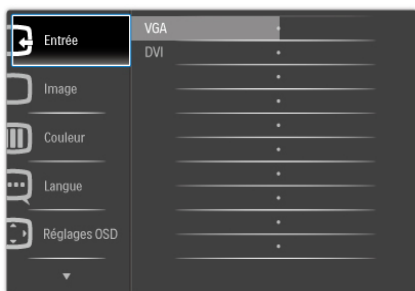 Entrée
VGA
DVI
Image
Couleur
Langue
Réglages OSD